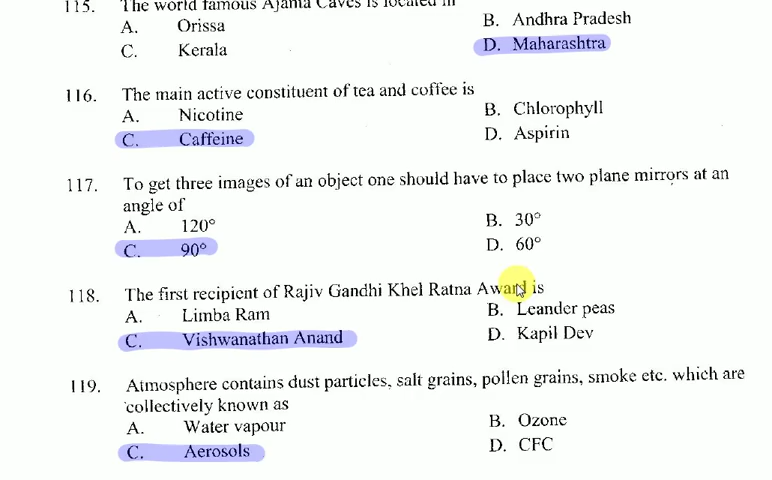 115. The world famous Ajanta Caves is located in
A. Orissa B. Andhra Pradesh
C. Kerala D. Maharashtra
116. The main active constituent of tea and coffee is
A. Nicotine B. Chlorophyll
C. Caffeine D. Aspirin
117. To get three images of an object one should have to place two plane mirrors at an
angle of
A. 120° B. 30°
C. 90° D. 60°
118. The first recipient of Rajiv Gandhi Khel Ratna Award is
A. Limba Ram B. Leander peas
C. Vishwanathan Anand D. Kapil Dev
119. Atmosphere contains dust particles, salt grains, pollen grains, smoke etc. which are
collectively known as
A. Water vapour B. Ozone
C. Aerosols D. CFC